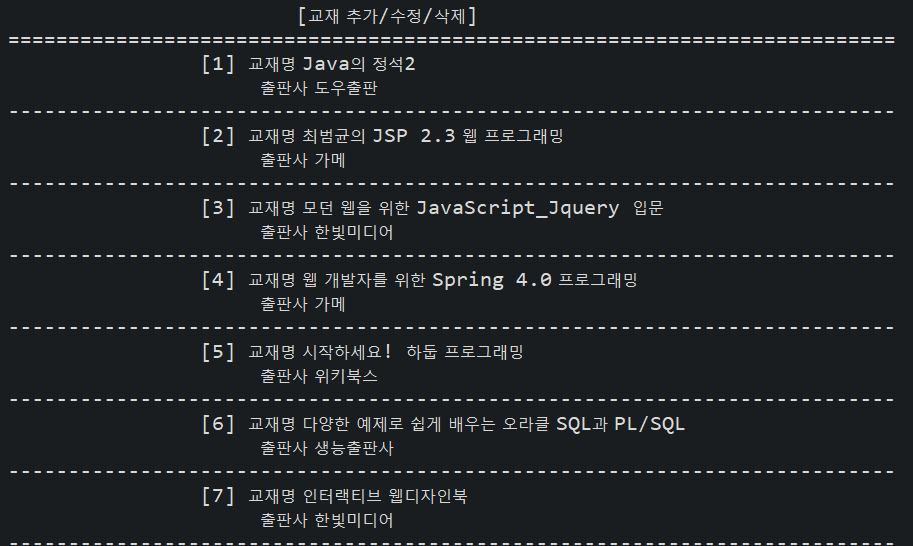 [교재 추가/수정/삭제]
==========================================================================
[1] 교재명 Java의 정석2
출판사 도우출판
--------------------------------------------------------------------------
[2] 교재명 최범균의 JSP 2.3 웹 프로그래밍
출판사 가메
--------------------------------------------------------------------------
[3] 교재명 모던 웹을 위한 JavaScript_Jquery 입문
출판사 한빛미디어
--------------------------------------------------------------------------
[4] 교재명 웹 개발자를 위한 Spring 4.0 프로그래밍
출판사 가메
--------------------------------------------------------------------------
[5] 교재명 시작하세요! 하둡 프로그래밍
출판사 위키북스
--------------------------------------------------------------------------
[6] 교재명 다양한 예제로 쉽게 배우는 오라클 SQL과 PL/SQL
출판사 생능출판사
--------------------------------------------------------------------------
[7] 교재명 인터랙티브 웹디자인북
출판사 한빛미디어
--------------------------------------------------------------------------